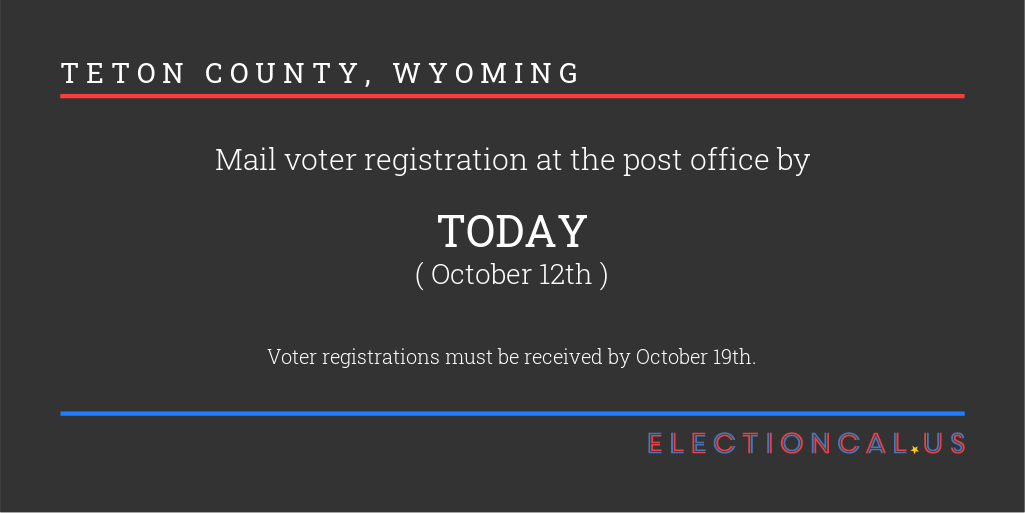 TETON COUNTY, WYOMING
Mail voter registration at the post office by
TODAY
( October 12th )
Voter registrations must be received by October 19th.
ELECTIONCAL.US